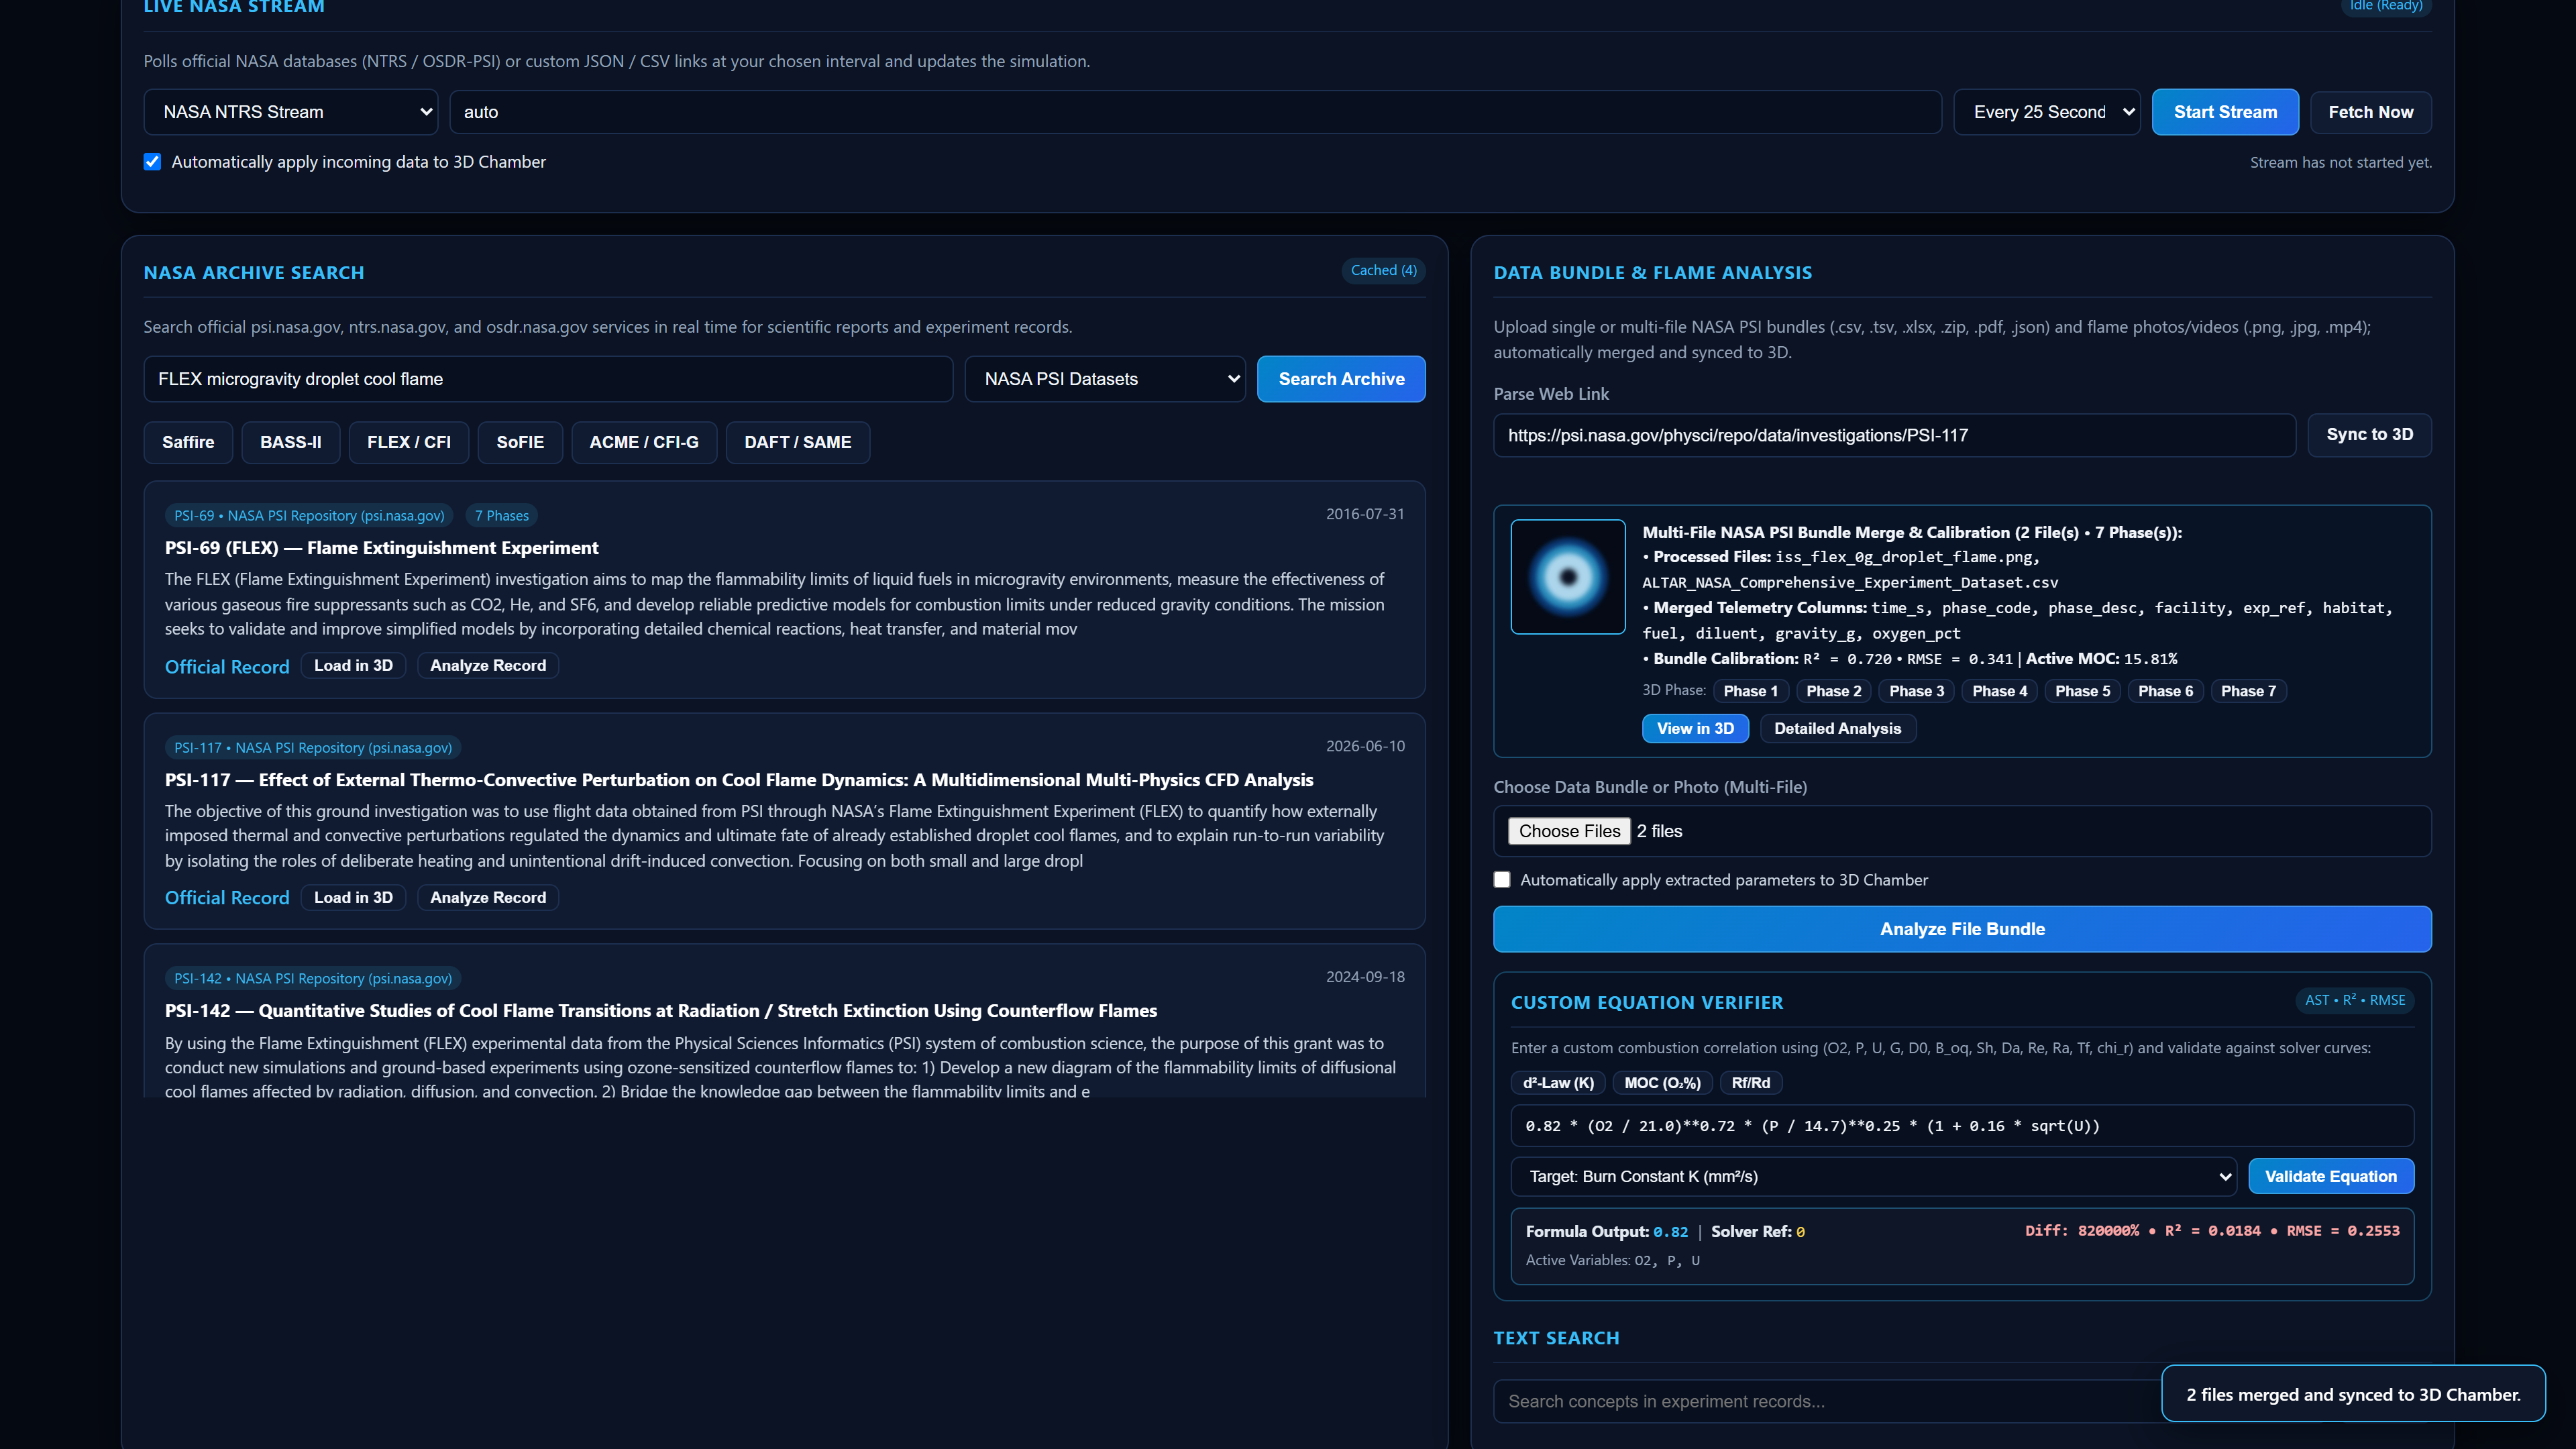 LIVE NASA STREAM
Idle (Ready)
Polls official NASA databases (NTRS / OSDR-PSI) or custom JSON / CSV links at your chosen interval and updates the simulation.
NASA NTRS Stream
auto
Every 25 Second
Start Stream
Fetch Now
Automatically apply incoming data to 3D Chamber
Stream has not started yet.
NASA ARCHIVE SEARCH
Cached (4)
Search official psi.nasa.gov, ntrs.nasa.gov, and osdr.nasa.gov services in real time for scientific reports and experiment records.
FLEX microgravity droplet cool flame
NASA PSI Datasets
Search Archive
Saffire
BASS-II
FLEX / CFI
SoFIE
ACME / CFI-G
DAFT / SAME
PSI-69 • NASA PSI Repository (psi.nasa.gov)
7 Phases
2016-07-31
PSI-69 (FLEX) — Flame Extinguishment Experiment
The FLEX (Flame Extinguishment Experiment) investigation aims to map the flammability limits of liquid fuels in microgravity environments, measure the effectiveness of
various gaseous fire suppressants such as CO2, He, and SF6, and develop reliable predictive models for combustion limits under reduced gravity conditions. The mission
seeks to validate and improve simplified models by incorporating detailed chemical reactions, heat transfer, and material mov
Official Record
Load in 3D
Analyze Record
PSI-117 • NASA PSI Repository (psi.nasa.gov)
2026-06-10
PSI-117 — Effect of External Thermo-Convective Perturbation on Cool Flame Dynamics: A Multidimensional Multi-Physics CFD Analysis
The objective of this ground investigation was to use flight data obtained from PSI through NASA's Flame Extinguishment Experiment (FLEX) to quantify how externally
imposed thermal and convective perturbations regulated the dynamics and ultimate fate of already established droplet cool flames, and to explain run-to-run variability
by isolating the roles of deliberate heating and unintentional drift-induced convection. Focusing on both small and large dropl
Official Record
Load in 3D
Analyze Record
PSI-142 • NASA PSI Repository (psi.nasa.gov)
2024-09-18
PSI-142 — Quantitative Studies of Cool Flame Transitions at Radiation / Stretch Extinction Using Counterflow Flames
By using the Flame Extinguishment (FLEX) experimental data from the Physical Sciences Informatics (PSI) system of combustion science, the purpose of this grant was to
conduct new simulations and ground-based experiments using ozone-sensitized counterflow flames to: 1) Develop a new diagram of the flammability limits of diffusional
cool flames affected by radiation, diffusion, and convection. 2) Bridge the knowledge gap between the flammability limits and e
DATA BUNDLE & FLAME ANALYSIS
Upload single or multi-file NASA PSI bundles (.csv, .tsv, .xlsx, .zip, .pdf, .json) and flame photos/videos (.png, .jpg, .mp4);
automatically merged and synced to 3D.
Parse Web Link
https://psi.nasa.gov/physci/repo/data/investigations/PSI-117
Sync to 3D
Multi-File NASA PSI Bundle Merge & Calibration (2 File(s) • 7 Phase(s)):
• Processed Files: iss_flex_0g_droplet_flame.png,
ALTAR_NASA_Comprehensive_Experiment_Dataset.csv
• Merged Telemetry Columns: time_s, phase_code, phase_desc, facility, exp_ref, habitat,
fuel, diluent, gravity_g, oxygen_pct
• Bundle Calibration: R² = 0.720 • RMSE = 0.341 | Active MOC: 15.81%
3D Phase:
Phase 1
Phase 2
Phase 3
Phase 4
Phase 5
Phase 6
Phase 7
View in 3D
Detailed Analysis
Choose Data Bundle or Photo (Multi-File)
Choose Files 2 files
Automatically apply extracted parameters to 3D Chamber
Analyze File Bundle
CUSTOM EQUATION VERIFIER
AST • R² • RMSE
Enter a custom combustion correlation using (O2, P, U, G, D0, B_oq, Sh, Da, Re, Ra, Tf, chi_r) and validate against solver curves:
d²-Law (K)
MOC (O₂%)
Rf/Rd
0.82 * (O2 / 21.0)**0.72 * (P / 14.7)**0.25 * (1 + 0.16 * sqrt(U))
Target: Burn Constant K (mm²/s)
Validate Equation
Formula Output: 0.82 | Solver Ref: 0
Diff: 820000% • R² = 0.0184 • RMSE = 0.2553
Active Variables: O2, P, U
TEXT SEARCH
Search concepts in experiment records...
2 files merged and synced to 3D Chamber.